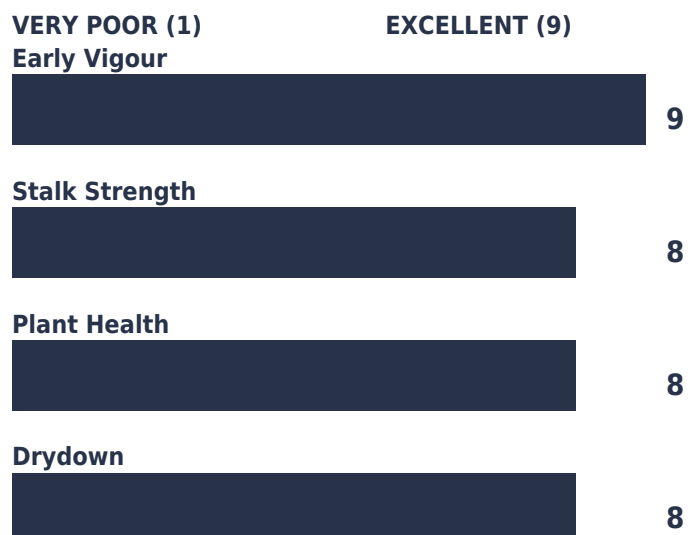 VERY POOR (1) EXCELLENT (9)
Early Vigour
9
Stalk Strength
8
Plant Health
8
Drydown
8